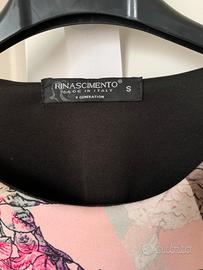 RINASCIMENTO®
MADE IN ITALY
S
X GENERATION
subito